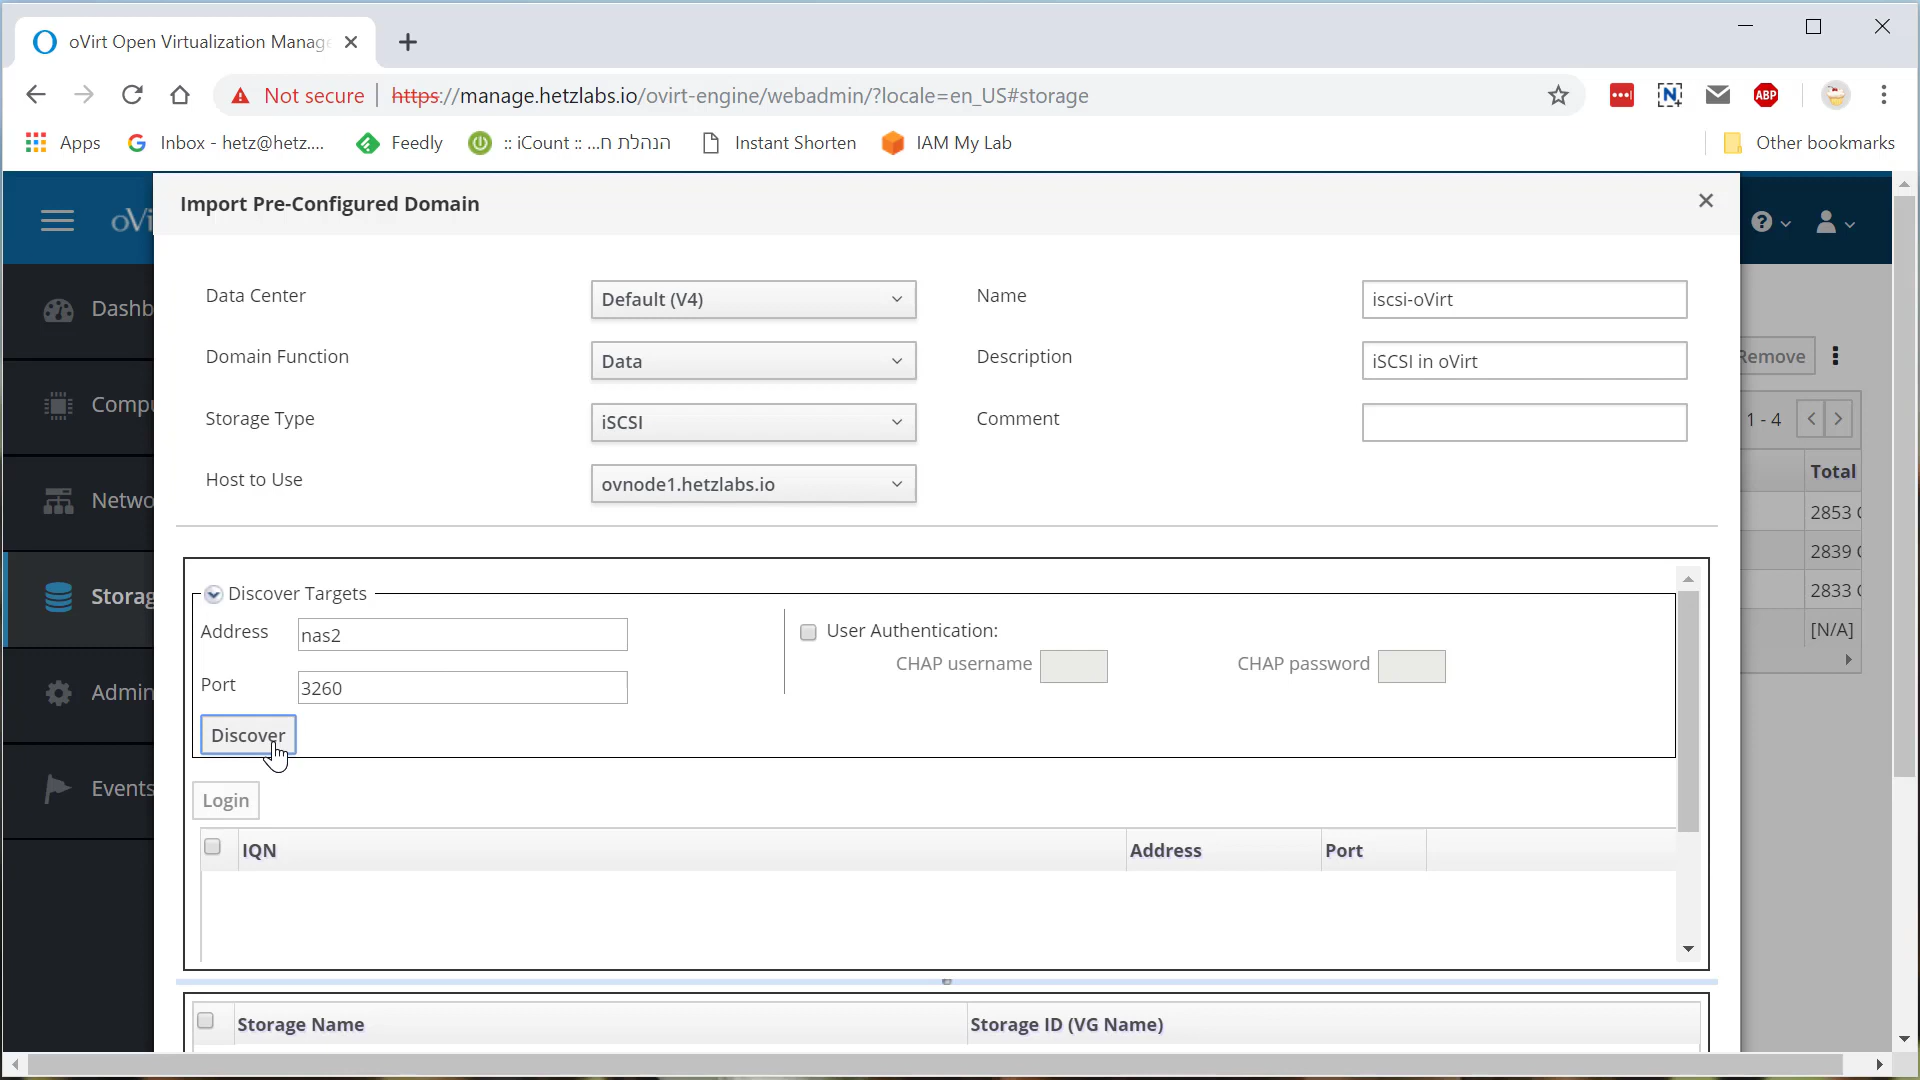 oVirt Open Virtualization Manage
Not secure https://manage.hetzlabs.io/ovirt-engine/webadmin/?locale=en_US#storage
ABP
Apps Inbox - hetz@hetz.... Feedly :: iCount :: ...הנהלת ח Instant Shorten IAM My Lab Other bookmarks
Import Pre-Configured Domain
oVi
Data Center Default (V4) Name iscsi-oVirt
Dashb
Domain Function Data Description iSCSI in oVirt
Remove
Compu
Storage Type iSCSI Comment
1 - 4
Host to Use ovnode1.hetzlabs.io
Total
Netwo
2853
2839
Discover Targets
2833
Storag
Address nas2 User Authentication:
[N/A]
CHAP username CHAP password
Port 3260
Admin
Discover
Events
Login
IQN Address Port
Storage Name Storage ID (VG Name)